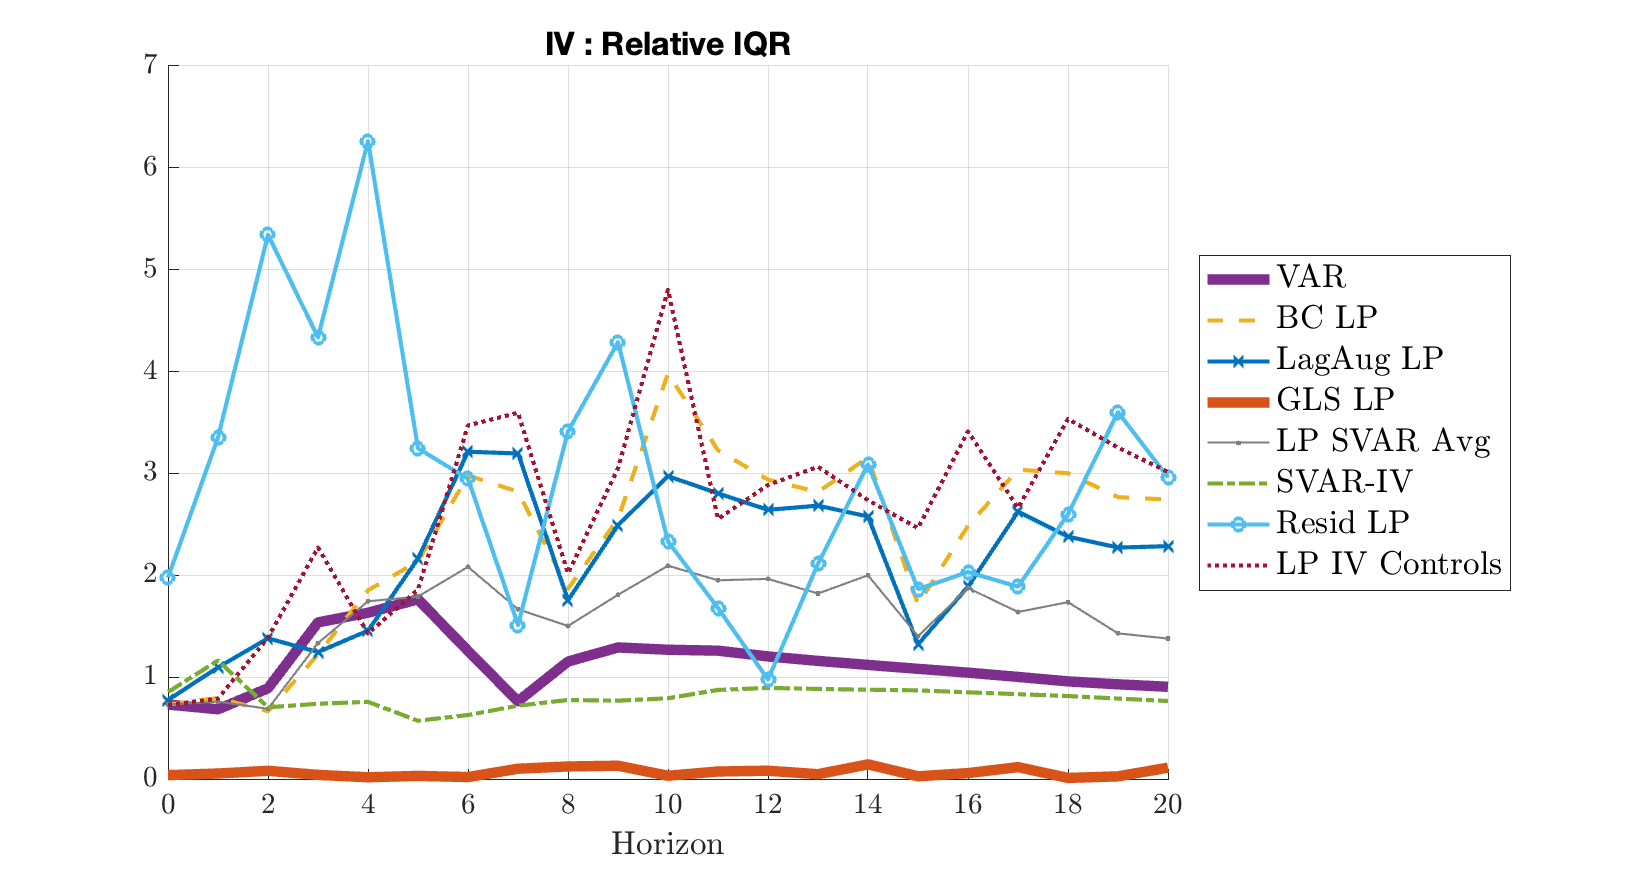 IV : Relative IQR
7
6
5
4
3
2
1
0
0 2 4 6 8 10 12 14 16 18 20
Horizon
VAR
BC LP
LagAug LP
GLS LP
LP SVAR Avg
SVAR-IV
Resid LP
LP IV Controls